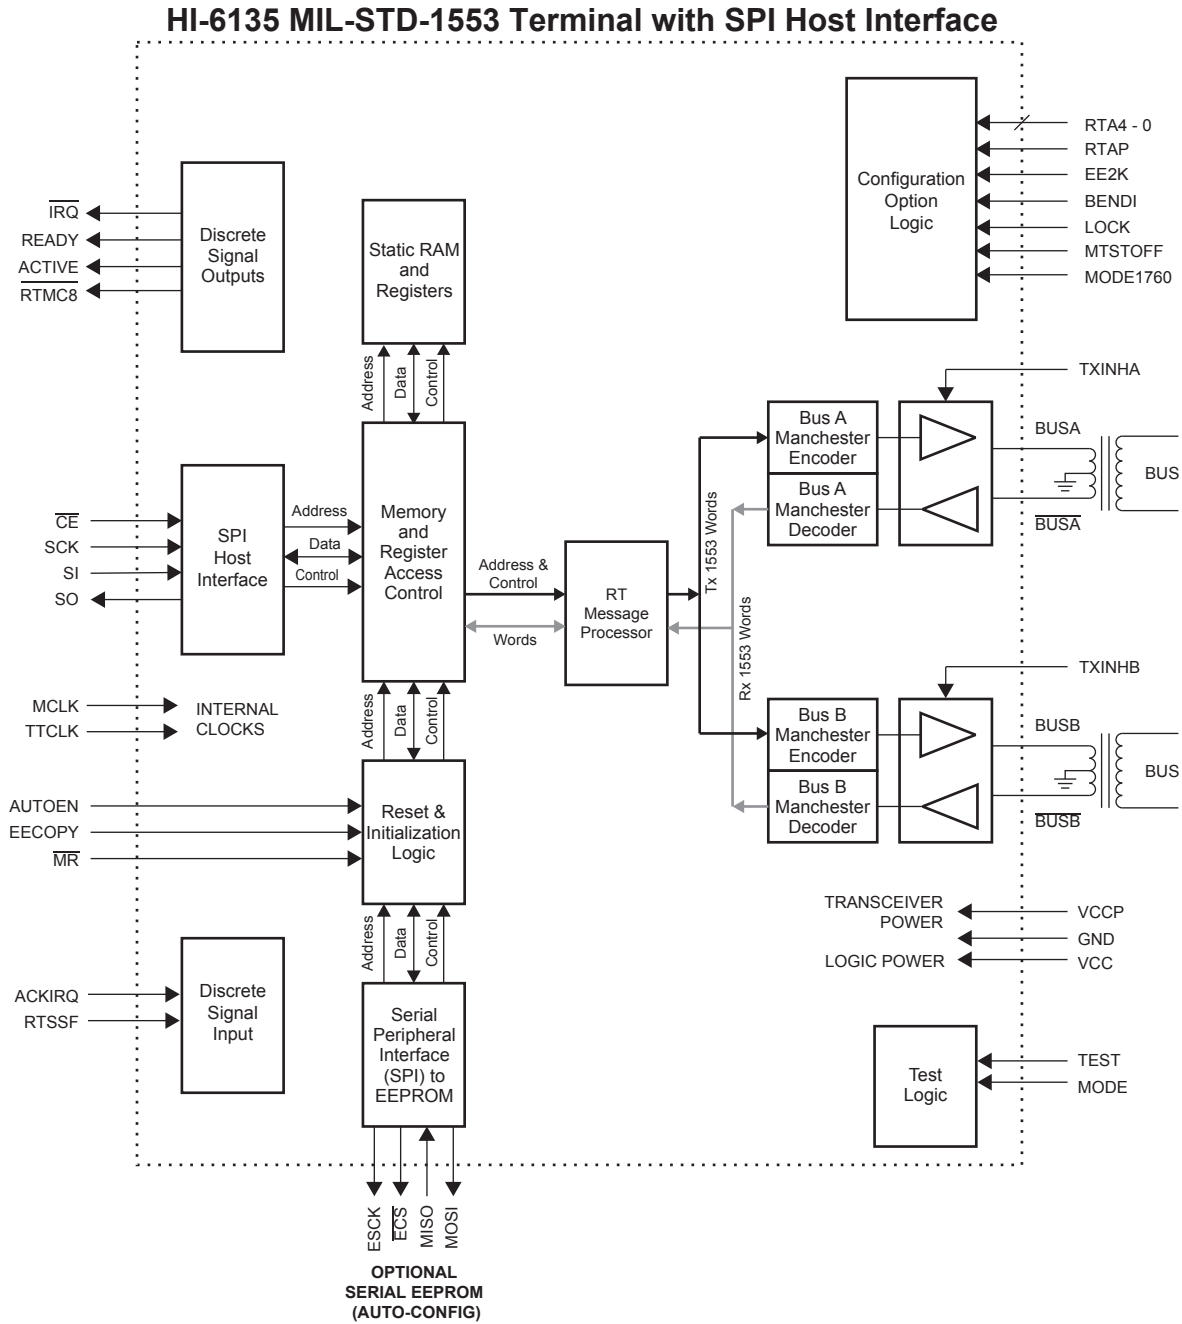 HI-6135 MIL-STD-1553 Terminal with SPI Host Interface
IRQ
READY
ACTIVE
RTMC8
Discrete
Signal
Outputs
Static RAM
and
Registers
Configuration
Option
Logic
RTA4 - 0
RTAP
EE2K
BENDI
LOCK
MTSTOFF
MODE1760
Address
Data
Control
CE
SCK
SI
SO
SPI
Host
Interface
Address
Data
Control
Memory
and
Register
Access
Control
Address &
Control
Words
RT
Message
Processor
Tx 1553 Words
Rx 1553 Words
Bus A
Manchester
Encoder
Bus A
Manchester
Decoder
TXINHA
BUSA
BUSA
BUS
Bus B
Manchester
Encoder
Bus B
Manchester
Decoder
TXINHB
BUSB
BUSB
BUS
MCLK
TTCLK
INTERNAL
CLOCKS
Address
Data
Control
AUTOEN
EECOPY
MR
Reset &
Initialization
Logic
Address
Data
Control
ACKIRQ
RTSSF
Discrete
Signal
Input
Serial
Peripheral
Interface
(SPI) to
EEPROM
TRANSCEIVER
POWER
LOGIC POWER
VCCP
GND
VCC
Test
Logic
TEST
MODE
ESCK
ECS
MISO
MOSI
OPTIONAL
SERIAL EEPROM
(AUTO-CONFIG)